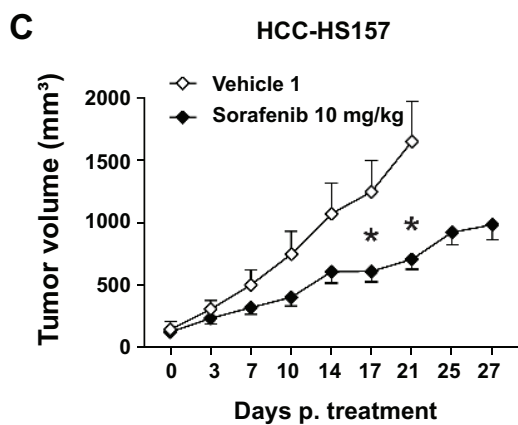 C
HCC-HS157
Vehicle 1
Sorafenib 10 mg/kg
Tumor volume (mm³)
2000
1500
1000
500
0
* *
0 3 7 10 14 17 21 25 27
Days p. treatment